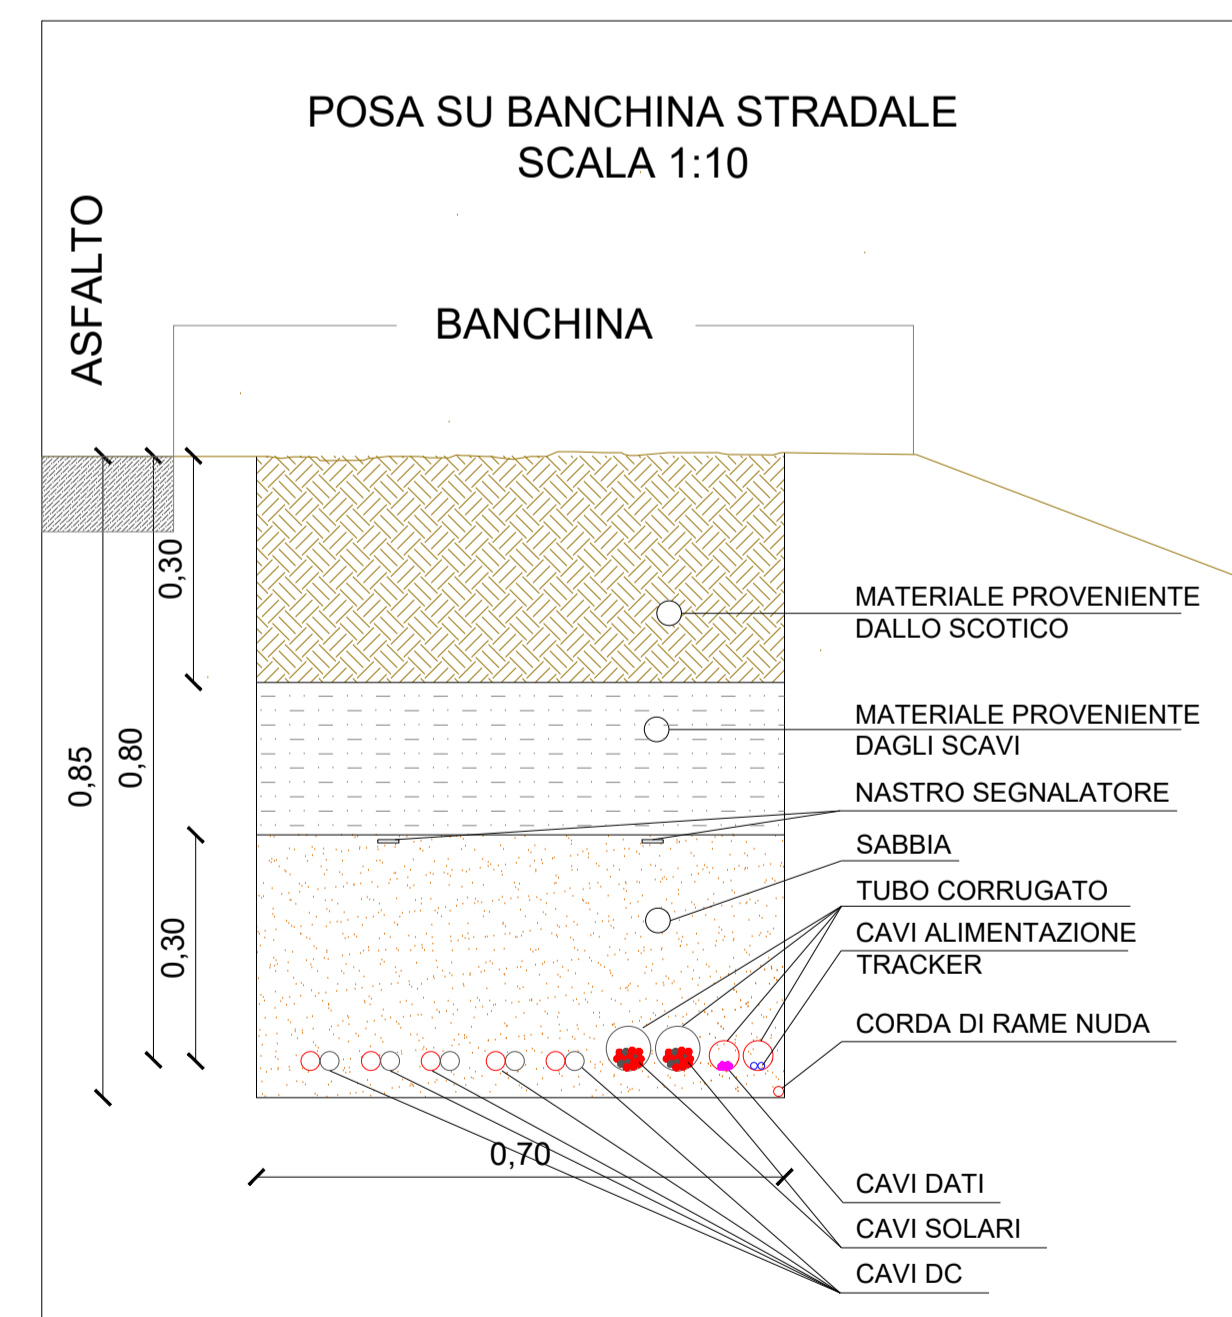 POSA SU BANCHINA STRADALE
SCALA 1:10
ASFALTO
BANCHINA
0,30
0,80
0,85
0,30
0,70
MATERIALE PROVENIENTE
DALLO SCOTICO
MATERIALE PROVENIENTE
DAGLI SCAVI
NASTRO SEGNALATORE
SABBIA
TUBO CORRUGATO
CAVI ALIMENTAZIONE
TRACKER
CORDA DI RAME NUDA
CAVI DATI
CAVI SOLARI
CAVI DC